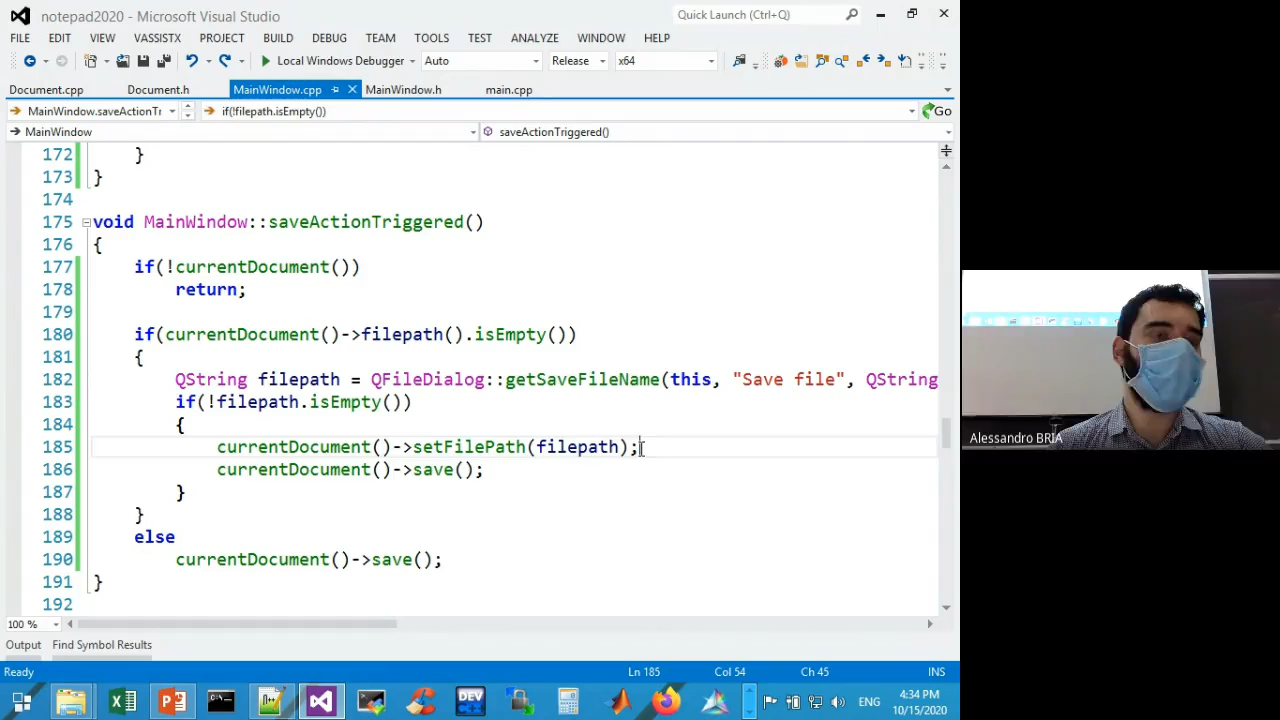 notepad2020 - Microsoft Visual Studio
Quick Launch (Ctrl+Q)
FILE EDIT VIEW VASSISTX PROJECT BUILD DEBUG TEAM TOOLS TEST ANALYZE WINDOW HELP
Local Windows Debugger Auto Release x64
Document.cpp Document.h MainWindow.cpp MainWindow.h main.cpp
MainWindow.saveActionTr if(!filepath.isEmpty()) Go
MainWindow saveActionTriggered()
172 }
173 }
174
175 void MainWindow::saveActionTriggered()
176 {
177 if(!currentDocument())
178 return;
179
180 if(currentDocument()->filepath().isEmpty())
181 {
182 QString filepath = QFileDialog::getSaveFileName(this, "Save file", QString
183 if(!filepath.isEmpty())
184 {
185 currentDocument()->setFilePath(filepath);
186 currentDocument()->save();
187 }
188 }
189 else
190 currentDocument()->save();
191 }
192
100 %
Output Find Symbol Results
Ready Ln 185 Col 54 Ch 45 INS
DEV ENG 4:34 PM
10/15/2020
Alessandro BRIA